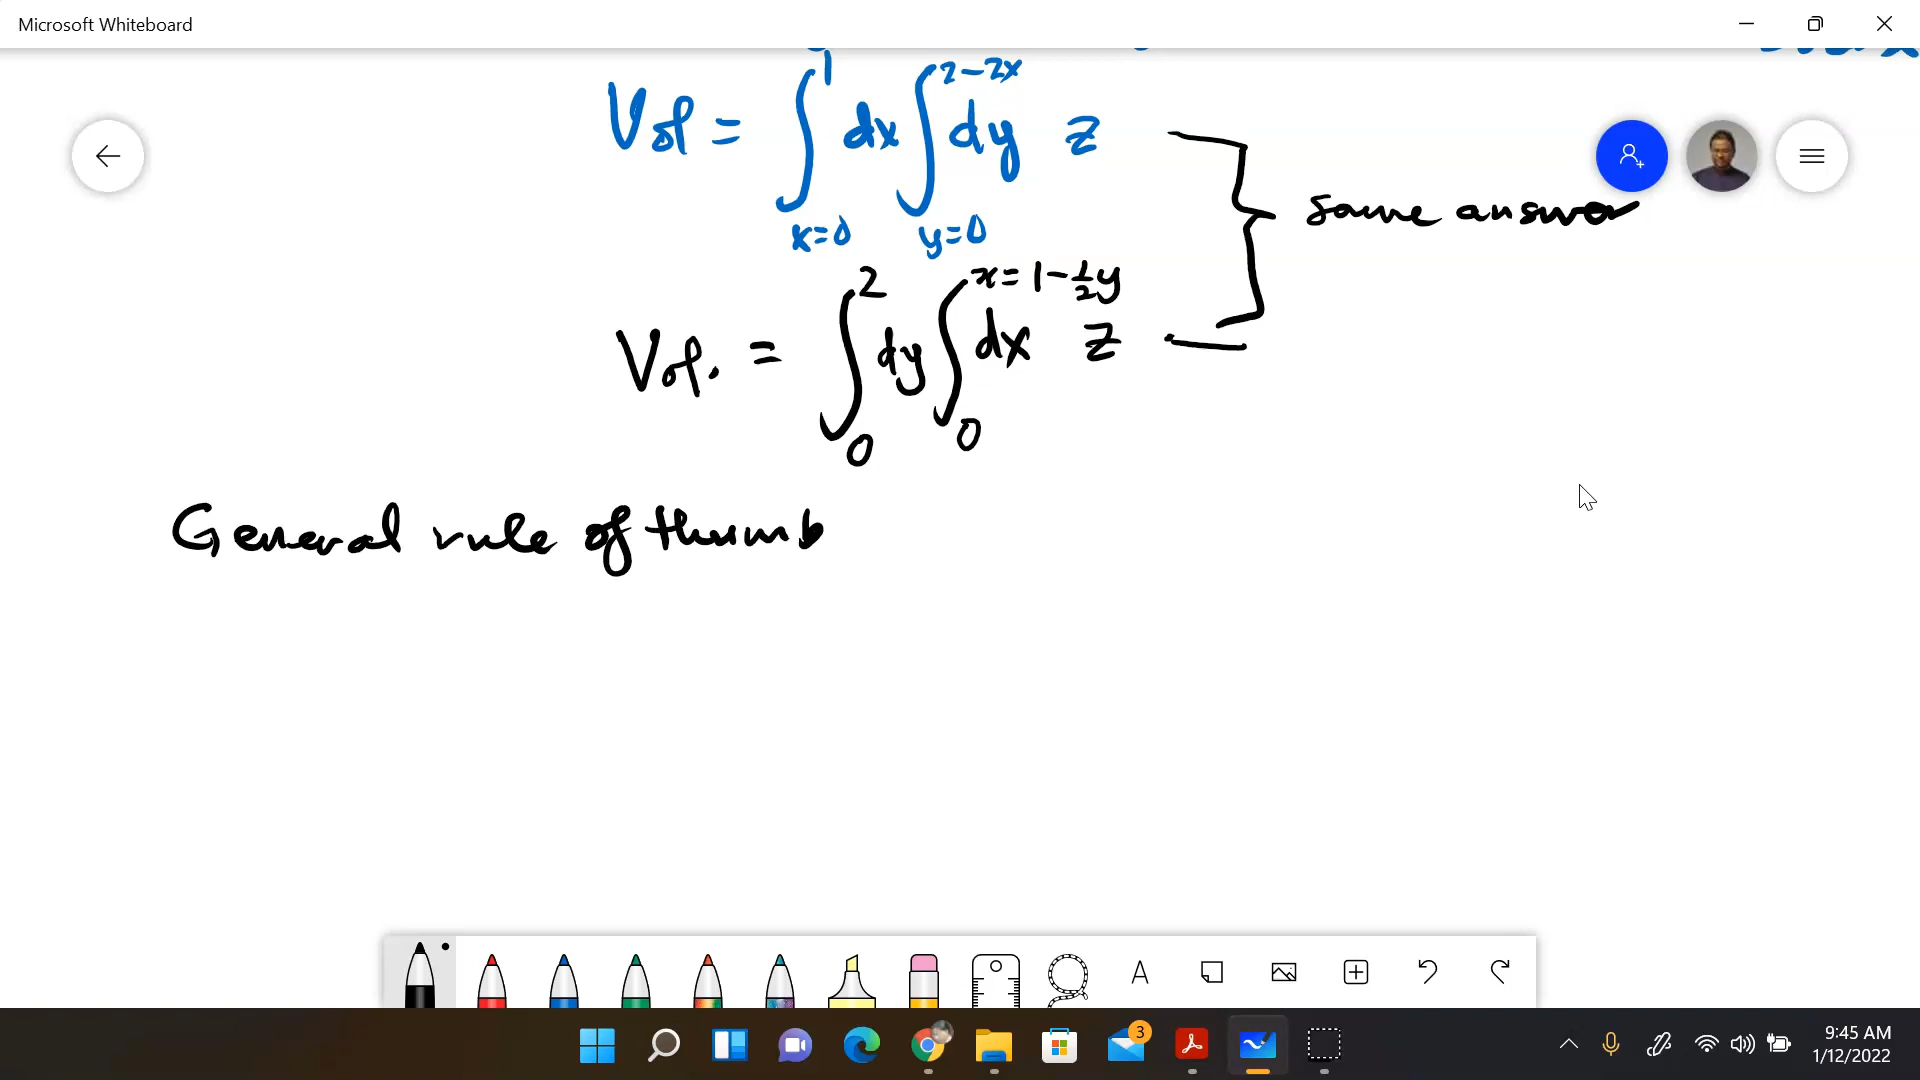 Microsoft Whiteboard
Vol = ∫_{x=0}^{1} dx ∫_{y=0}^{2-2x} dy z
same answer
Vol. = ∫_{0}^{2} dy ∫_{0}^{x=1-½y} dx z
General rule of thumb
A
3
9:45 AM
1/12/2022